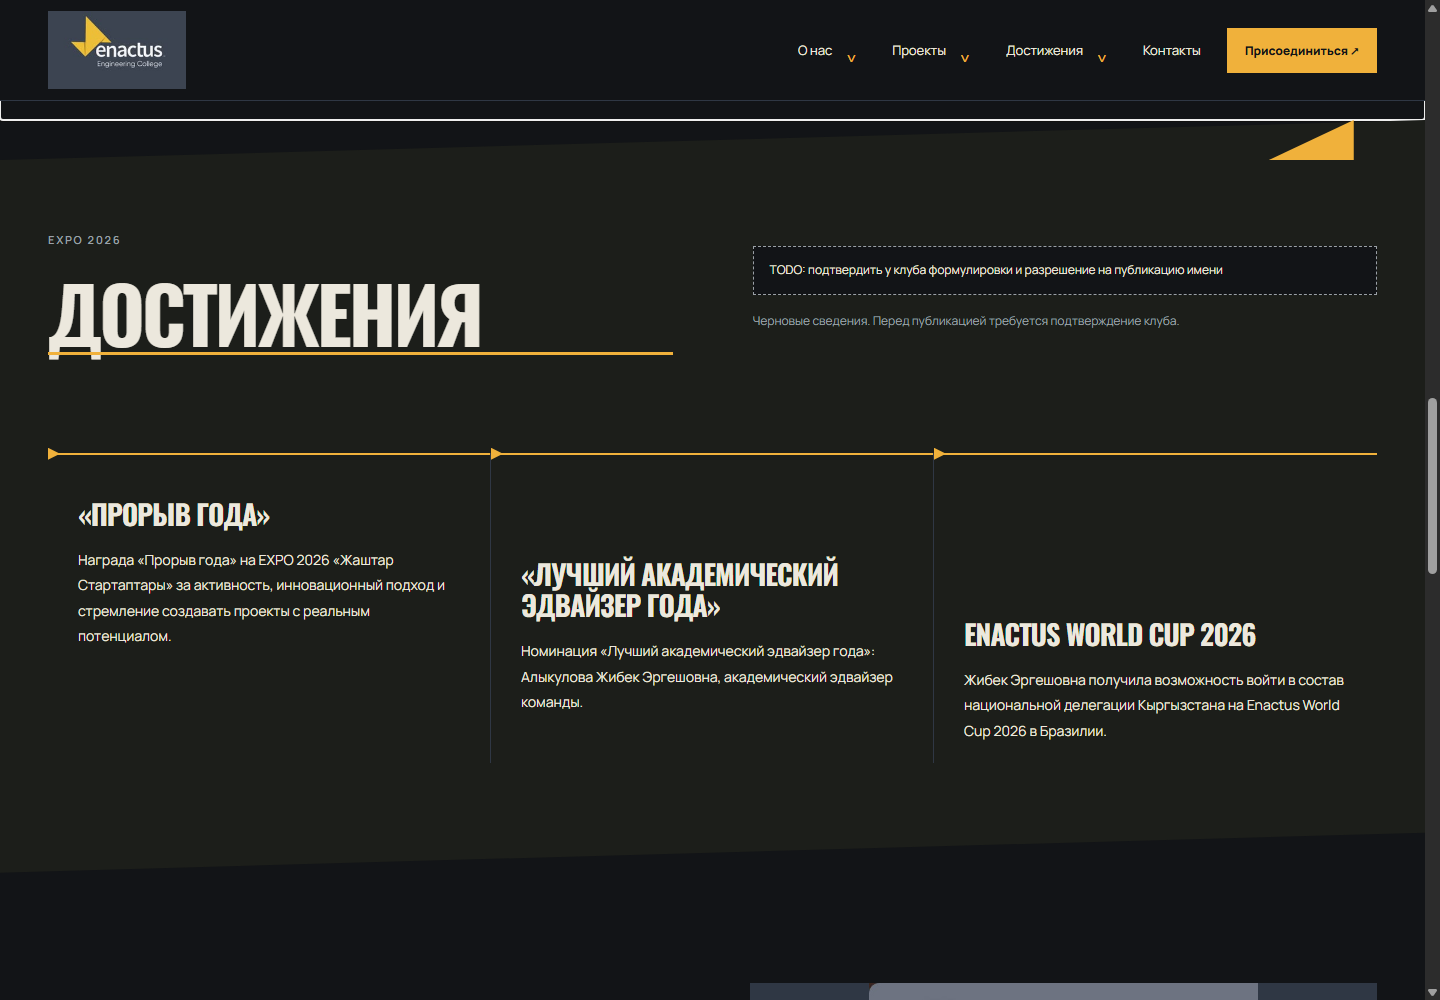 enactus
Engineering College
О нас
Проекты
Достижения
Контакты
Присоединиться ↗
EXPO 2026
ДОСТИЖЕНИЯ
TODO: подтвердить у клуба формулировки и разрешение на публикацию имени
Черновые сведения. Перед публикацией требуется подтверждение клуба.
«ПРОРЫВ ГОДА»
Награда «Прорыв года» на EXPO 2026 «Жаштар
Стартаптары» за активность, инновационный подход и
стремление создавать проекты с реальным
потенциалом.
«ЛУЧШИЙ АКАДЕМИЧЕСКИЙ
ЭДВАЙЗЕР ГОДА»
Номинация «Лучший академический эдвайзер года»:
Алыкулова Жибек Эргешовна, академический эдвайзер
команды.
ENACTUS WORLD CUP 2026
Жибек Эргешовна получила возможность войти в состав
национальной делегации Кыргызстана на Enactus World
Cup 2026 в Бразилии.